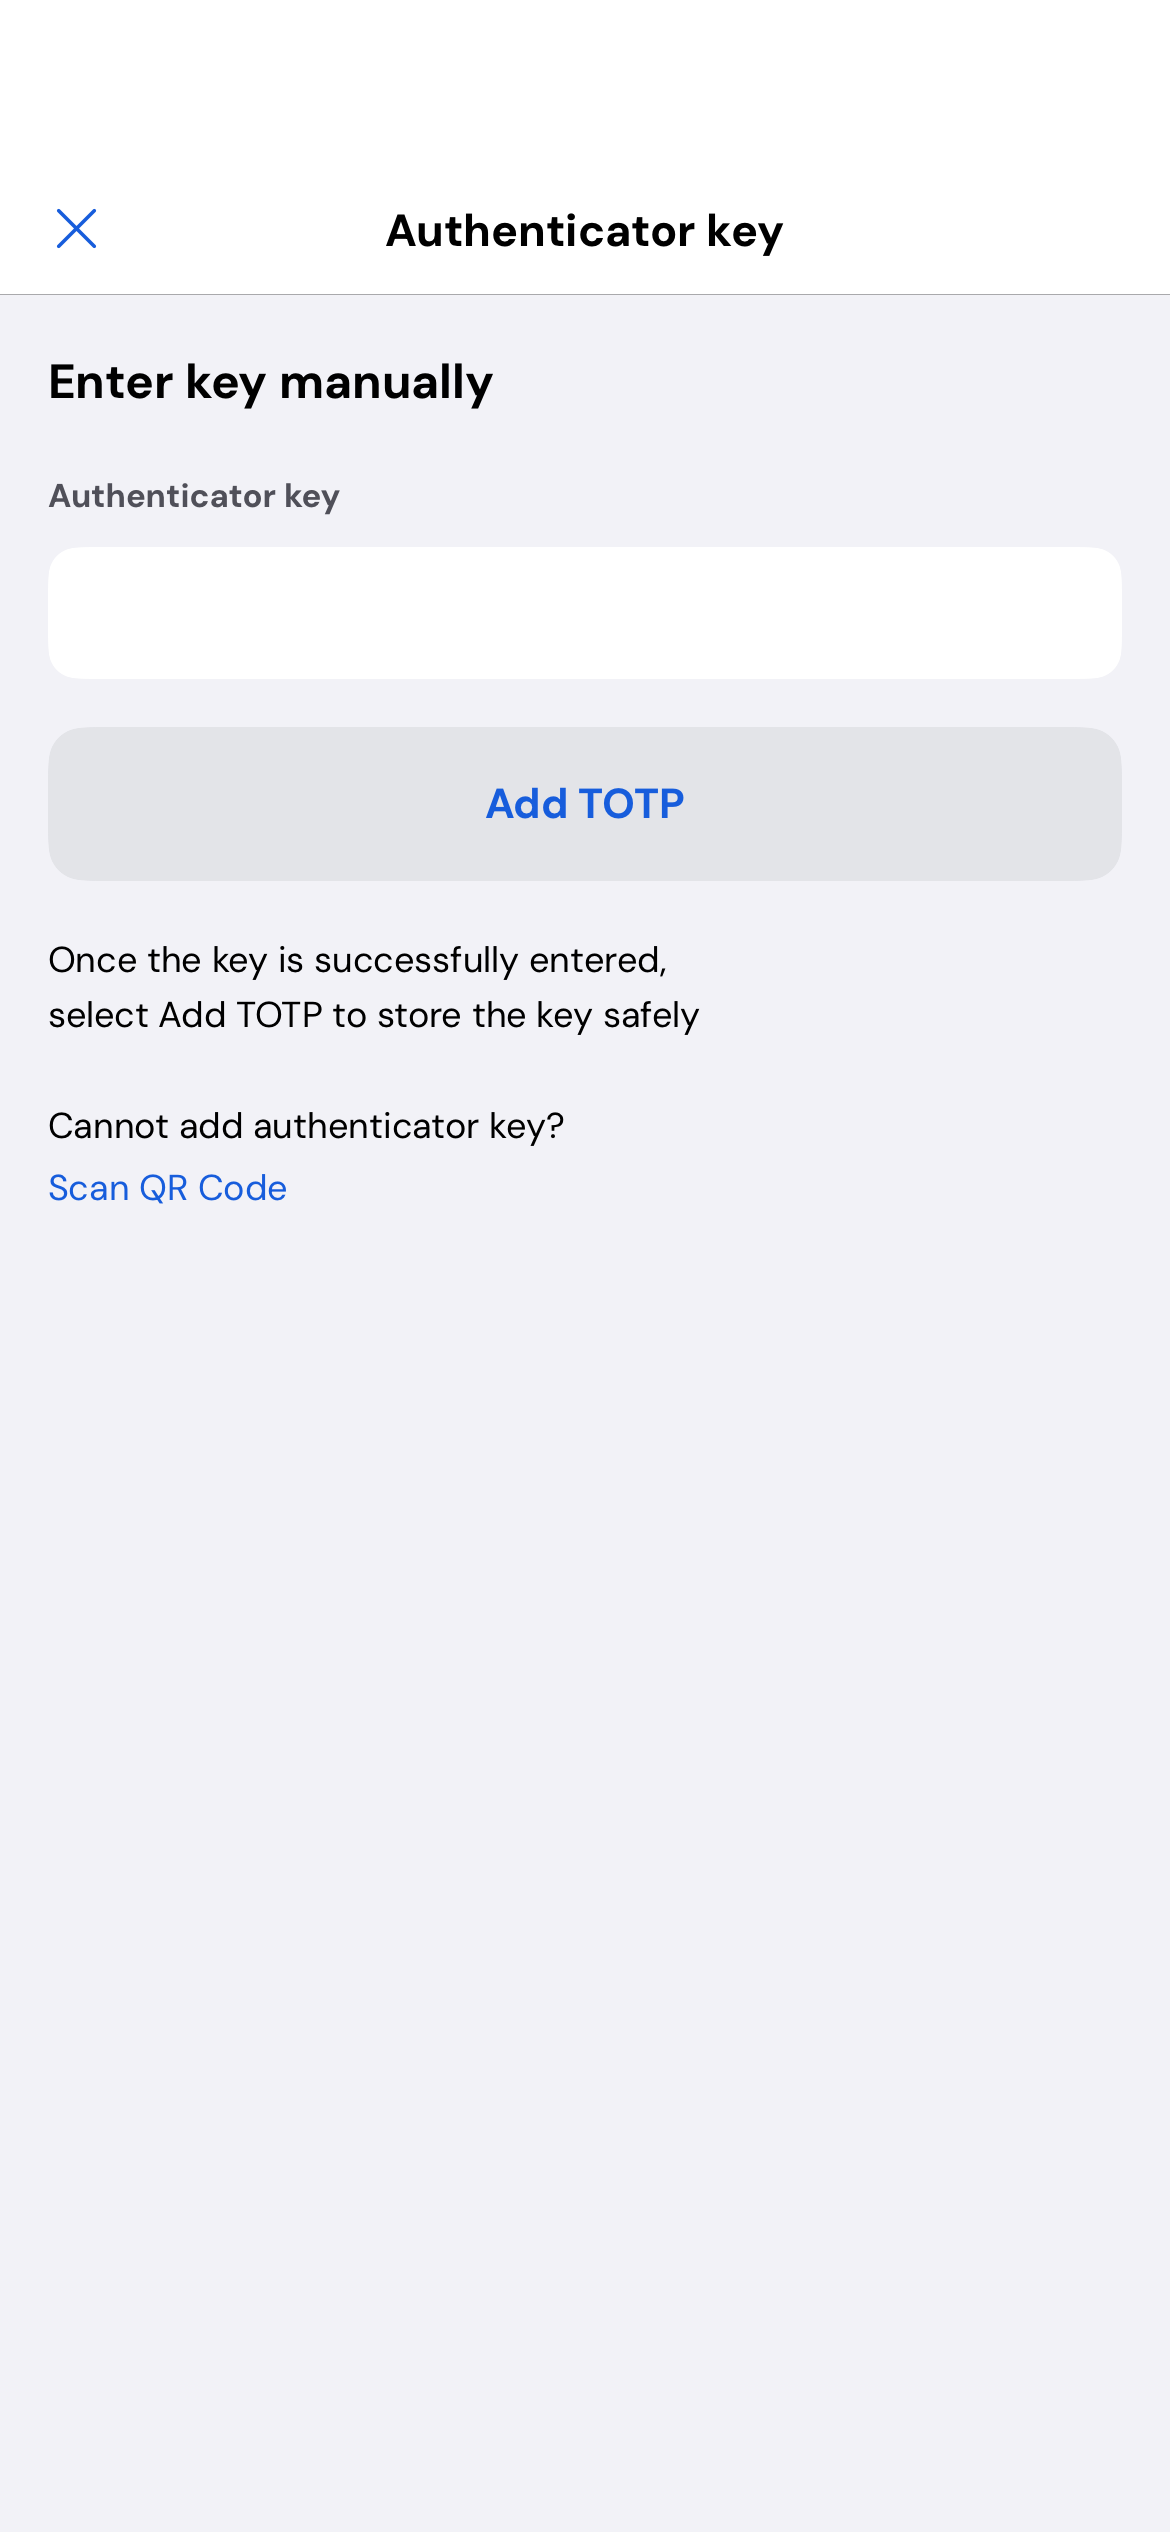 Authenticator key
Enter key manually
Authenticator key
Add TOTP
Once the key is successfully entered,
select Add TOTP to store the key safely
Cannot add authenticator key?
Scan QR Code